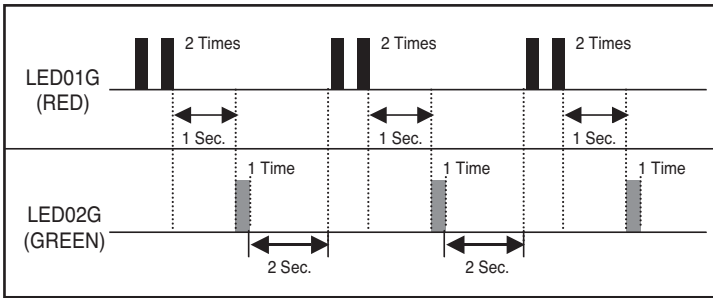 2 Times 2 Times 2 Times
LED01G
(RED)
1 Sec. 1 Sec. 1 Sec.
1 Time 1 Time 1 Time
LED02G
(GREEN)
2 Sec. 2 Sec.